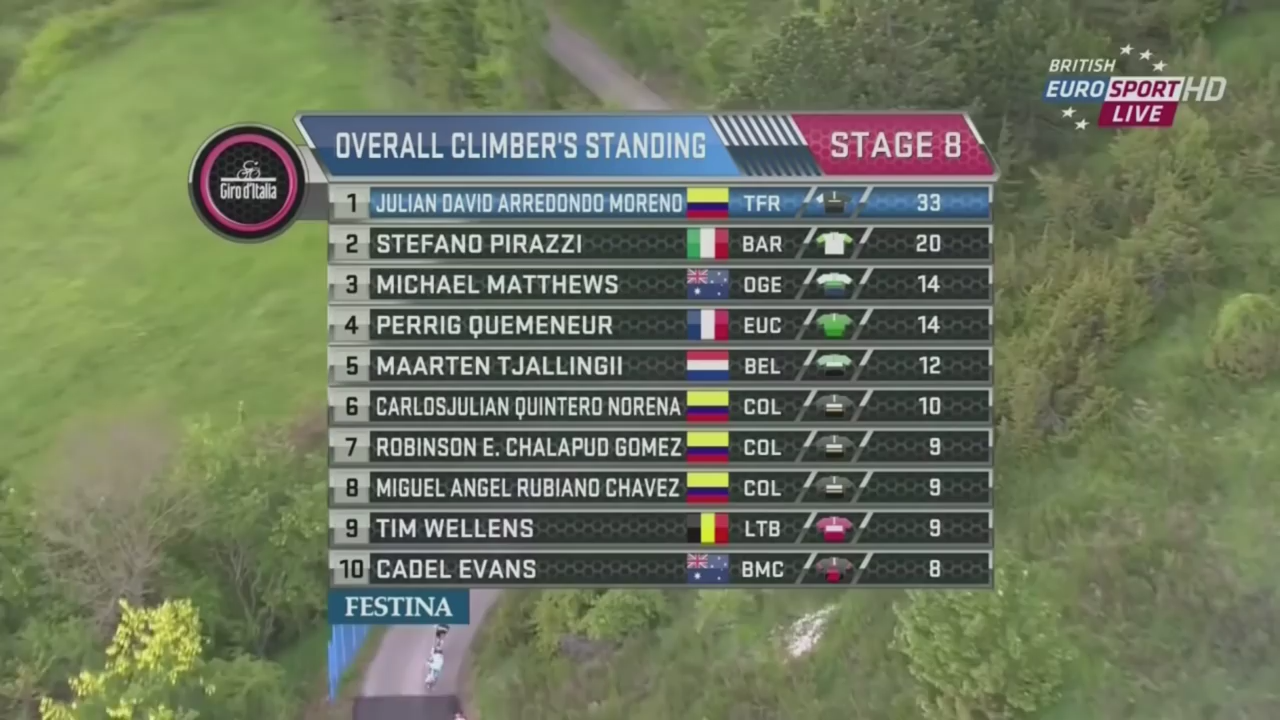 BRITISH
EUROSPORT HD
LIVE
OVERALL CLIMBER'S STANDING STAGE 8
Giro d'Italia
1 JULIAN DAVID ARREDONDO MORENO TFR 33
2 STEFANO PIRAZZI BAR 20
3 MICHAEL MATTHEWS OGE 14
4 PERRIG QUEMENEUR EUC 14
5 MAARTEN TJALLINGII BEL 12
6 CARLOSJULIAN QUINTERO NORENA COL 10
7 ROBINSON E. CHALAPUD GOMEZ COL 9
8 MIGUEL ANGEL RUBIANO CHAVEZ COL 9
9 TIM WELLENS LTB 9
10 CADEL EVANS BMC 8
FESTINA